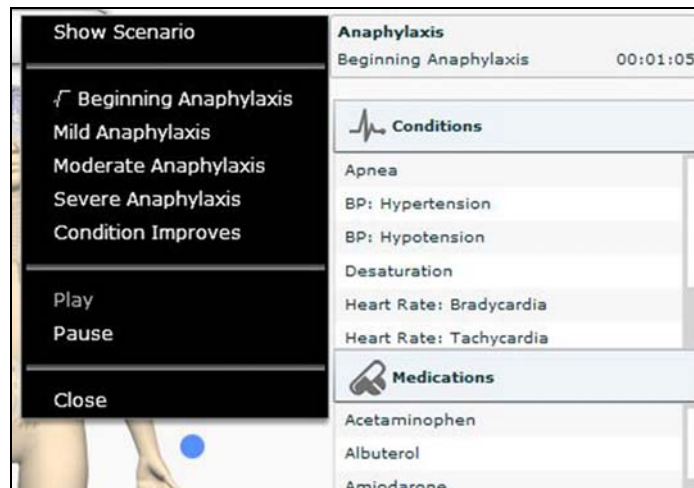 Show Scenario
√ Beginning Anaphylaxis
Mild Anaphylaxis
Moderate Anaphylaxis
Severe Anaphylaxis
Condition Improves
Play
Pause
Close
Anaphylaxis
Beginning Anaphylaxis 00:01:05
Conditions
Apnea
BP: Hypertension
BP: Hypotension
Desaturation
Heart Rate: Bradycardia
Heart Rate: Tachycardia
Medications
Acetaminophen
Albuterol
Amiodarone